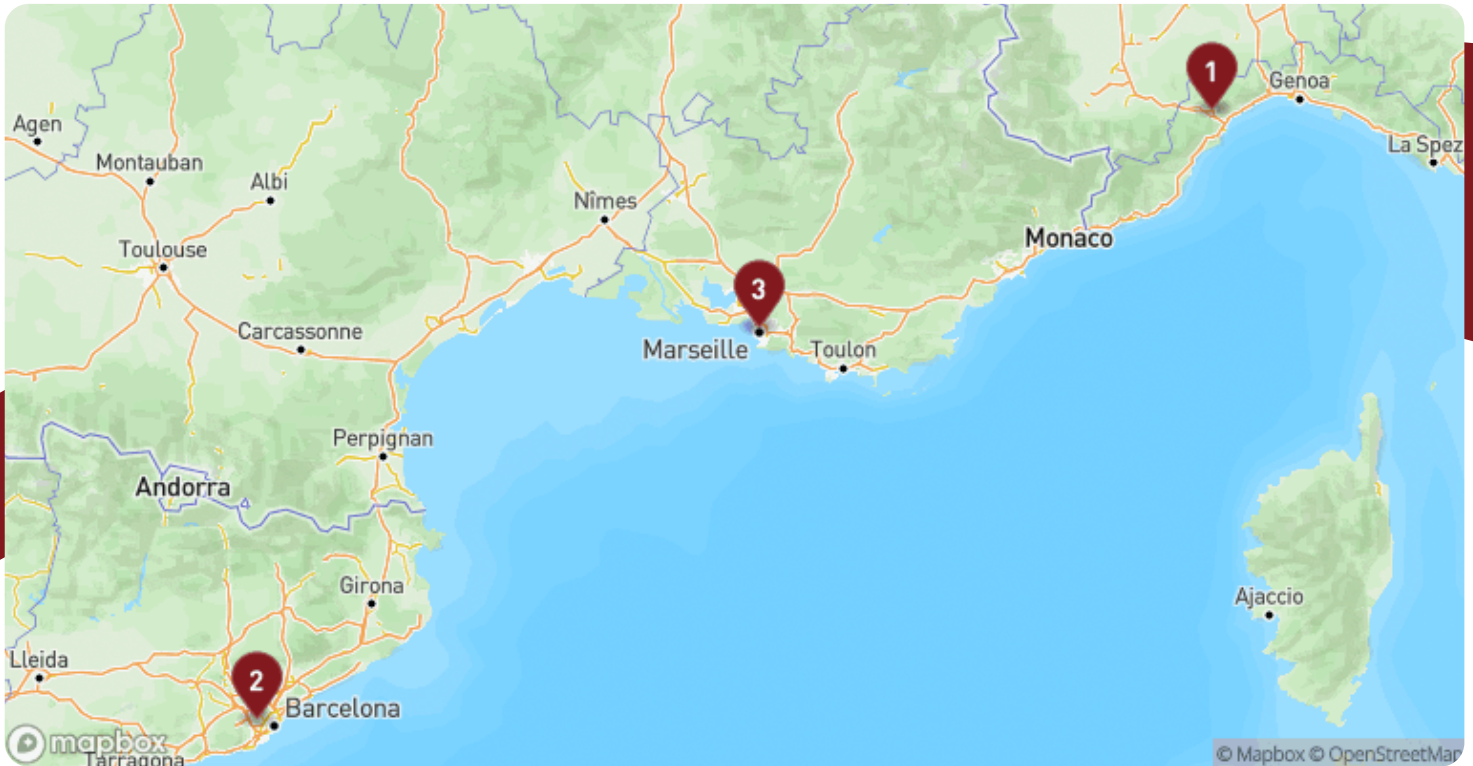 1
Genoa
Agen
La Spez
Montauban
Albi
Nîmes
Monaco
Toulouse
3
Carcassonne
Marseille
Toulon
Perpignan
Andorra
Girona
Ajaccio
Lleida
2
Barcelona
mapbox
Tarragona
© Mapbox © OpenStreetMap